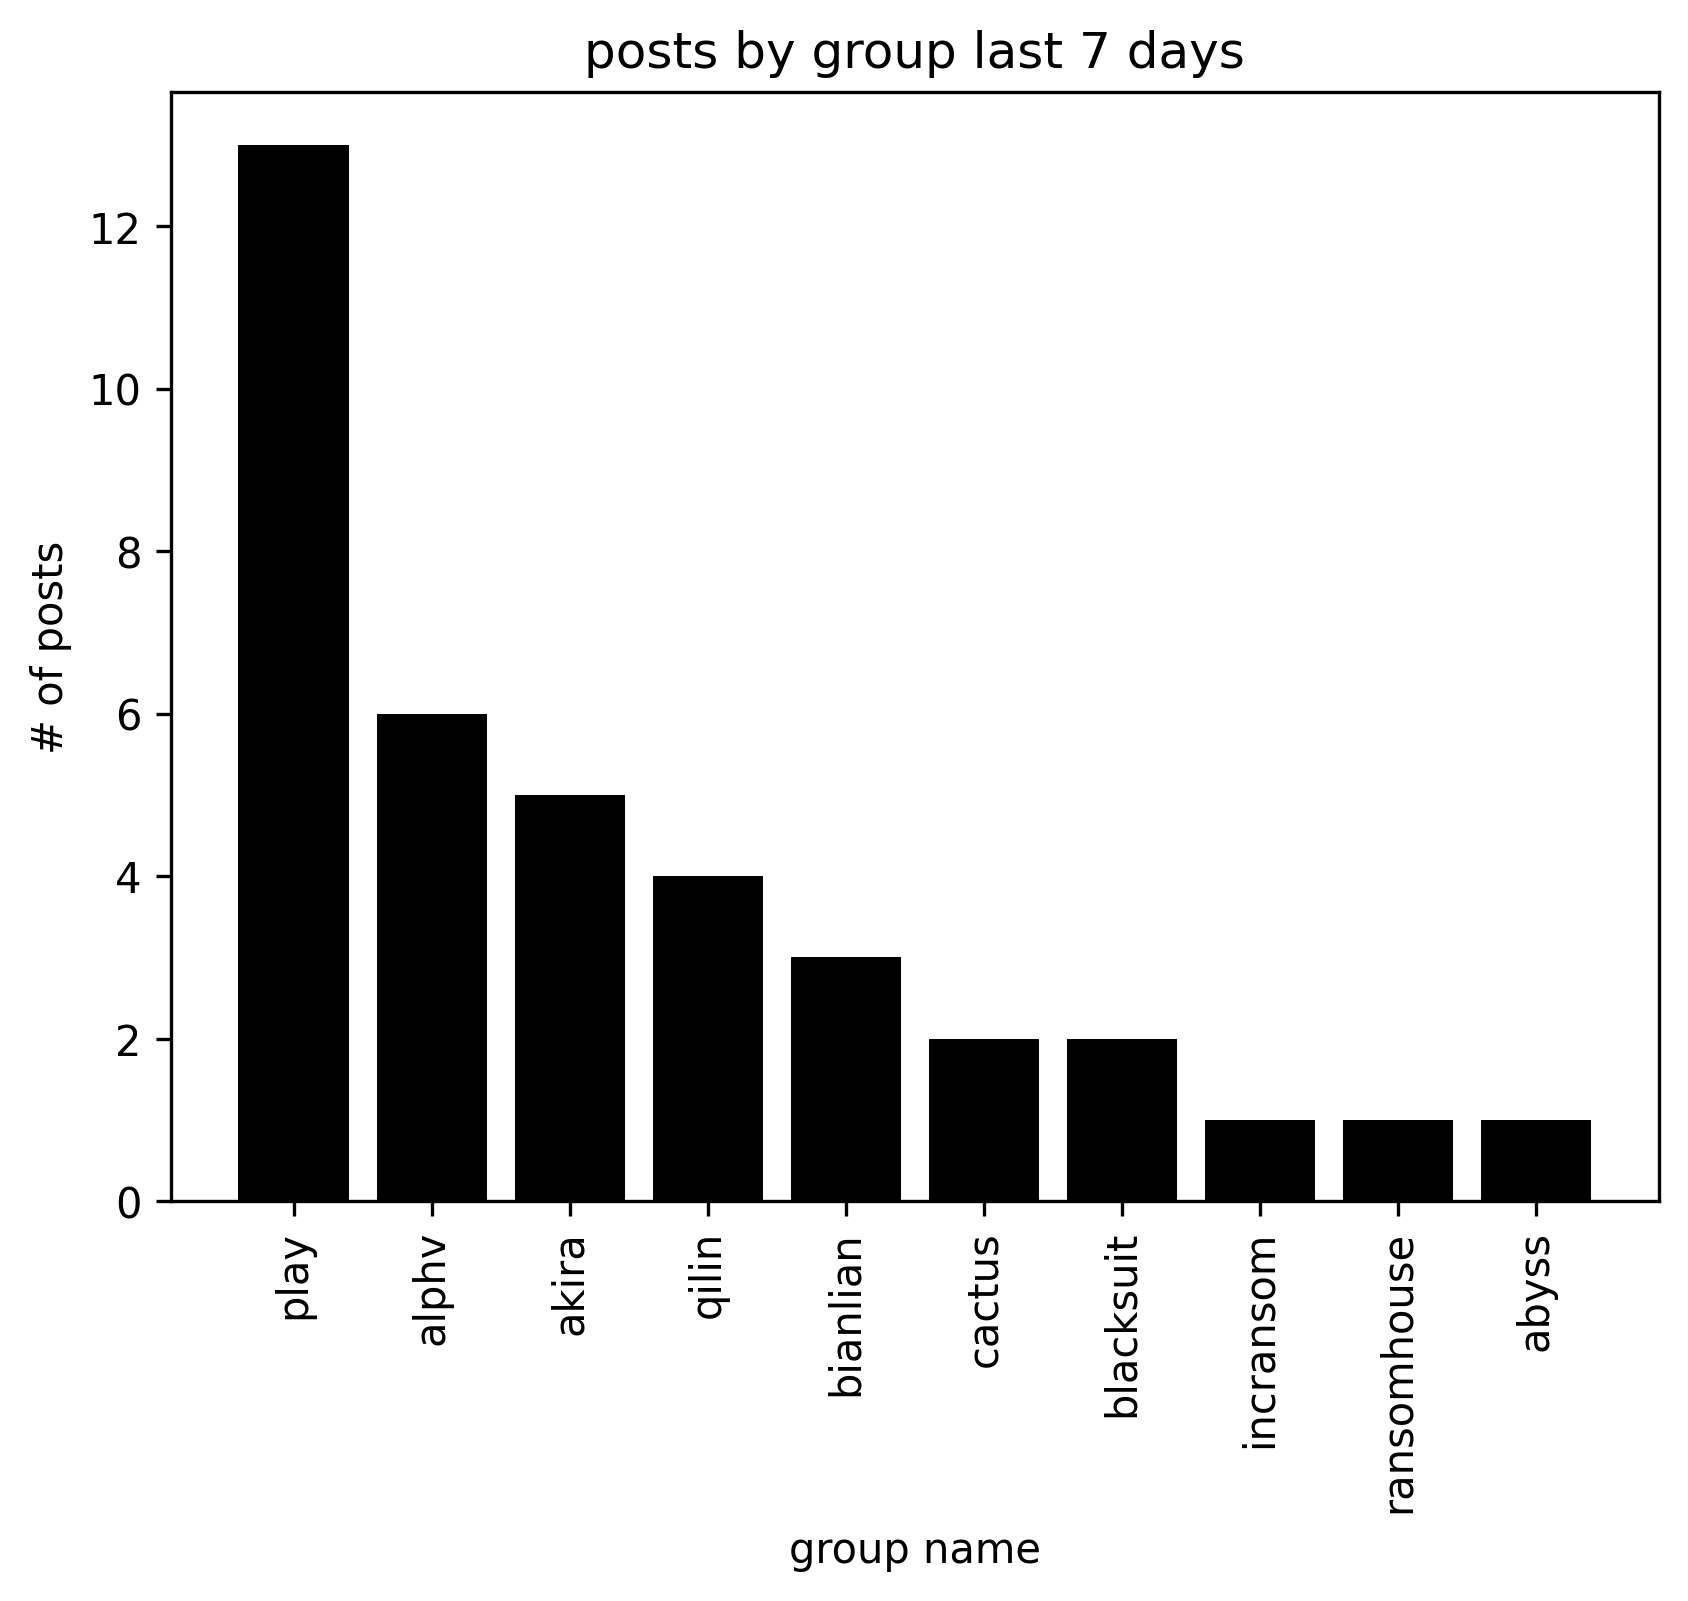 posts by group last 7 days
12
10
8
6
4
2
0
# of posts
play
alphv
akira
qilin
bianlian
cactus
blacksuit
incransom
ransomhouse
abyss
group name